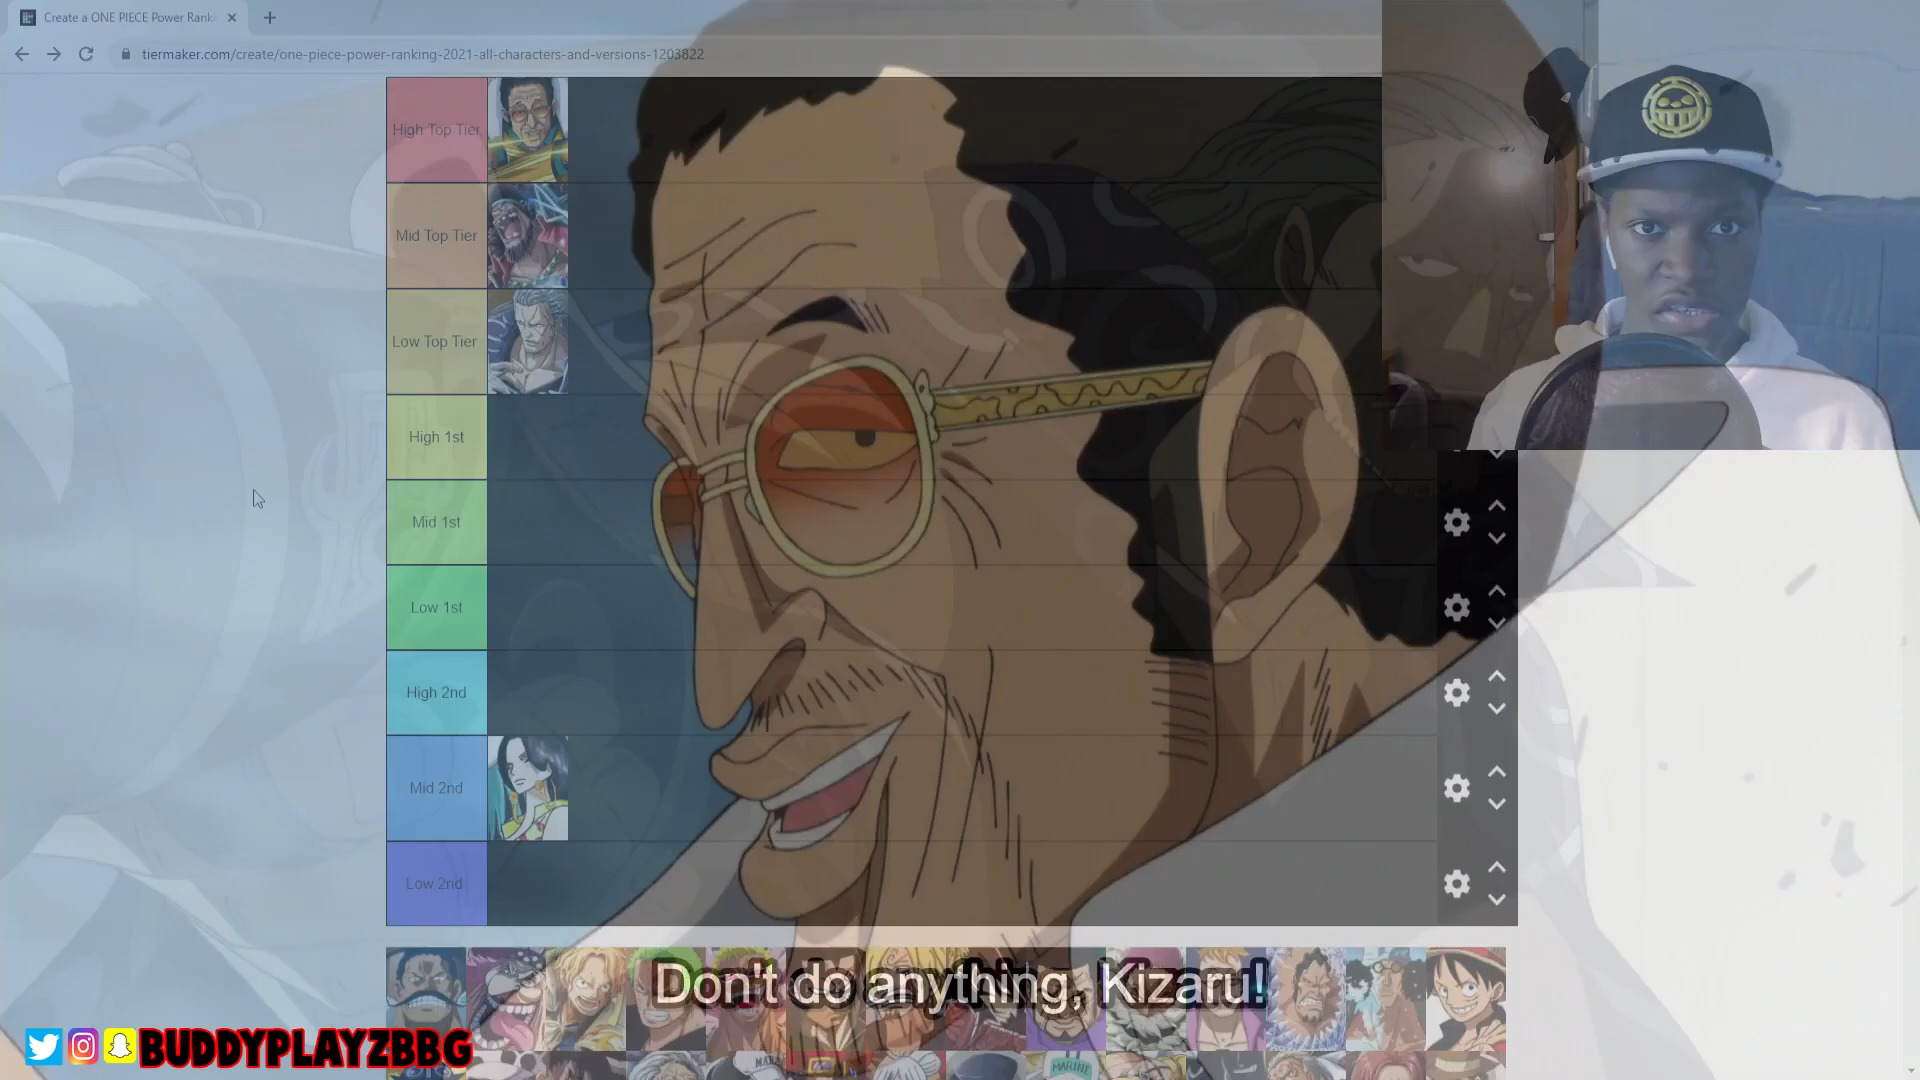 Create a ONE PIECE Power Rank
tiermaker.com/create/one-piece-power-ranking-2021-all-characters-and-versions-1203822
High Top Tier
Mid Top Tier
Low Top Tier
High 1st
Mid 1st
Low 1st
High 2nd
Mid 2nd
Low 2nd
Don't do anything, Kizaru!
BUDDYPLAYZBBG
MARINE